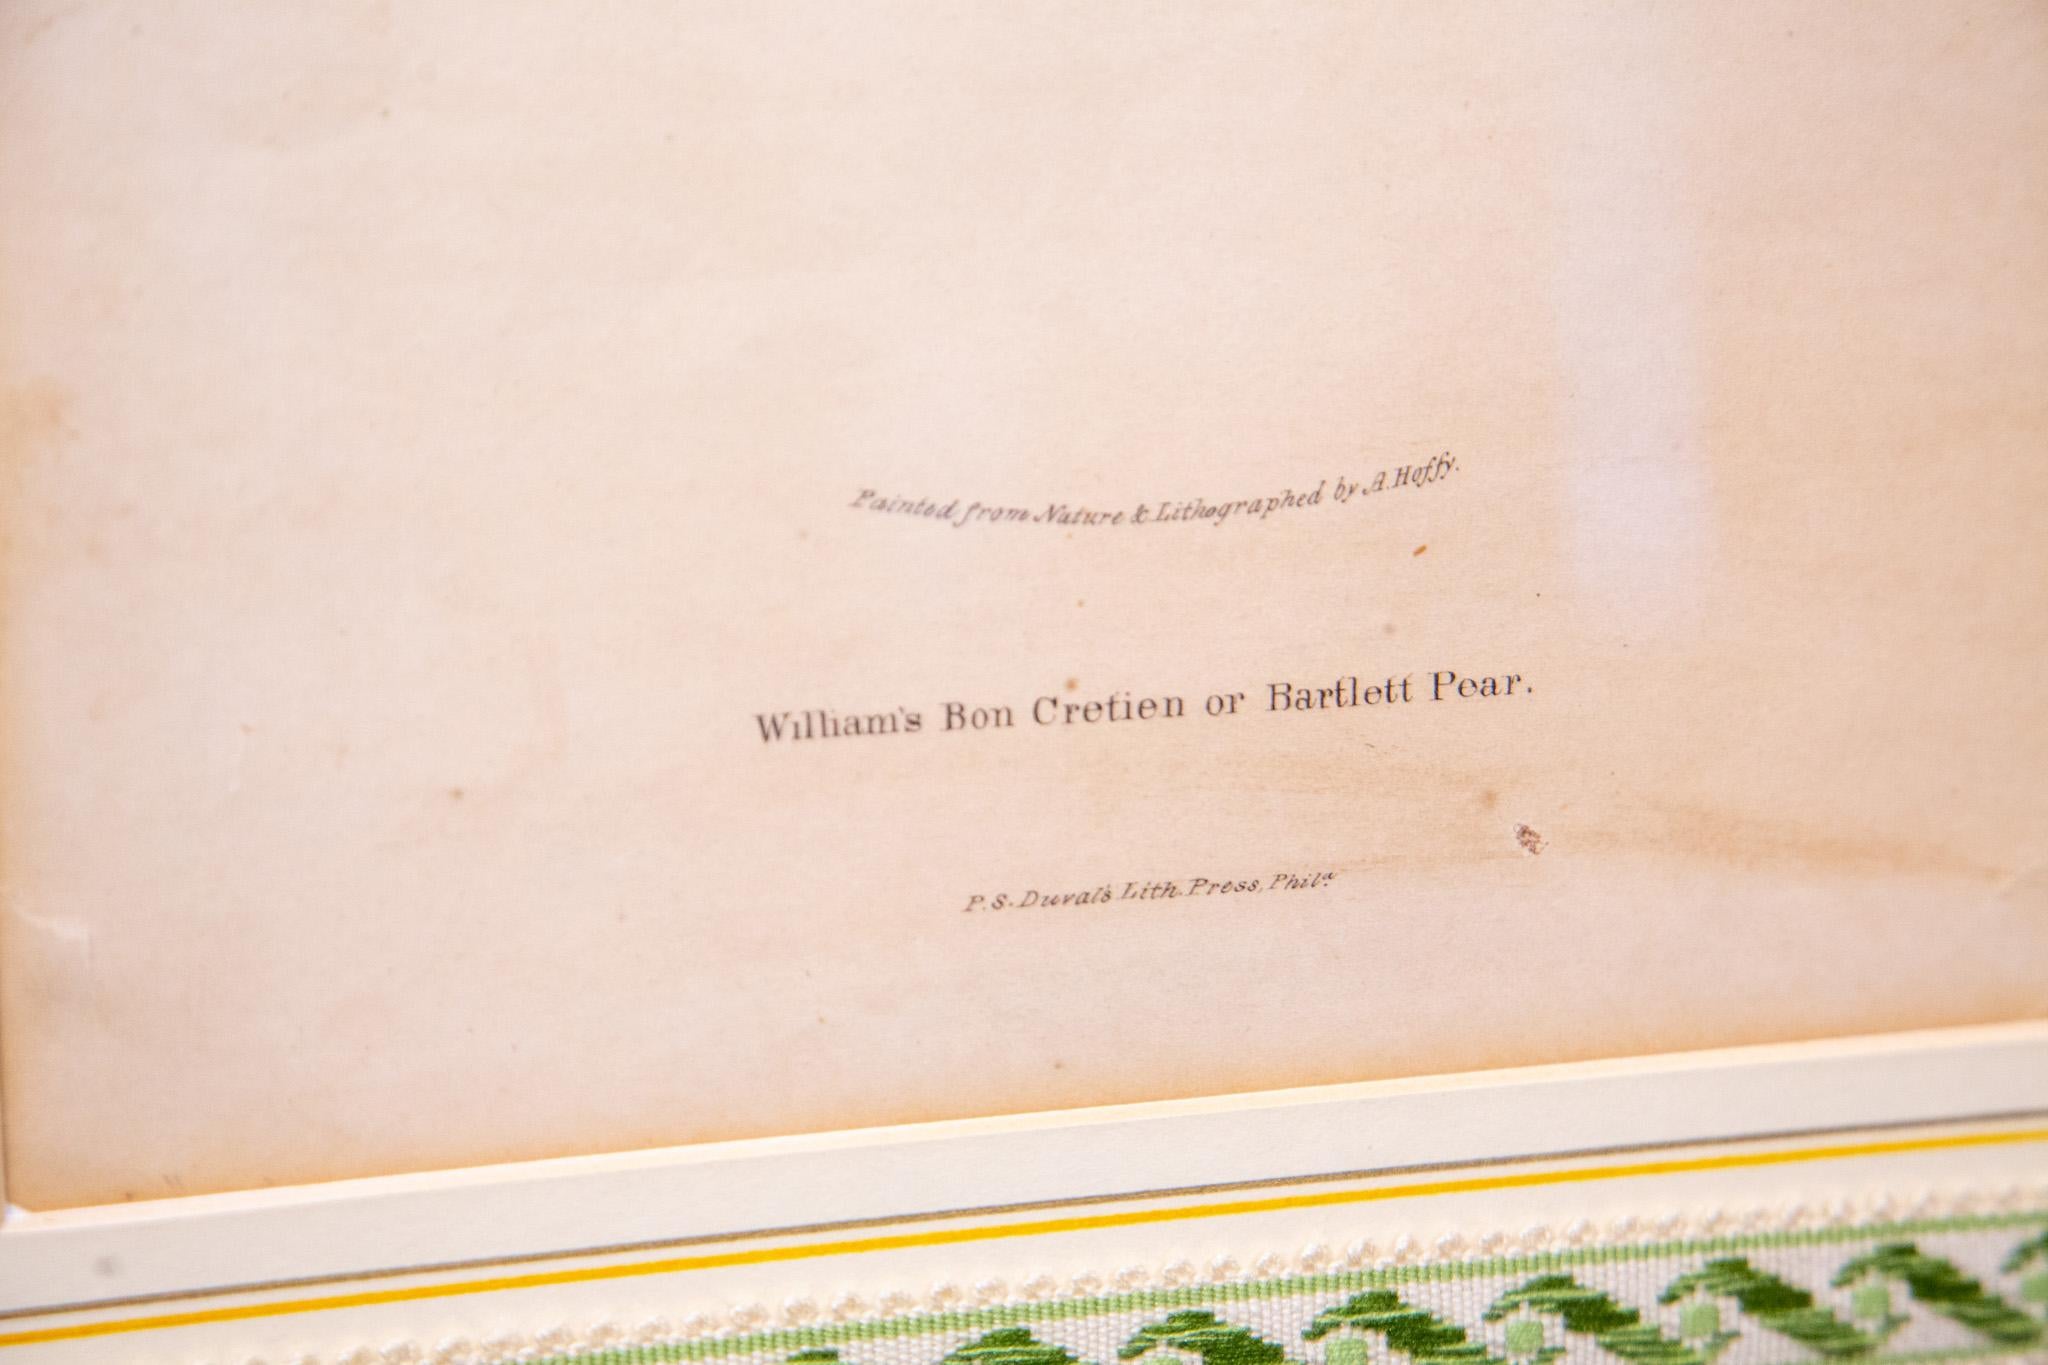 Painted from Nature & Lithographed by A. Hoffy.
William's Bon Cretien or Bartlett Pear.
P. S. Duval's Lith. Press, Philª